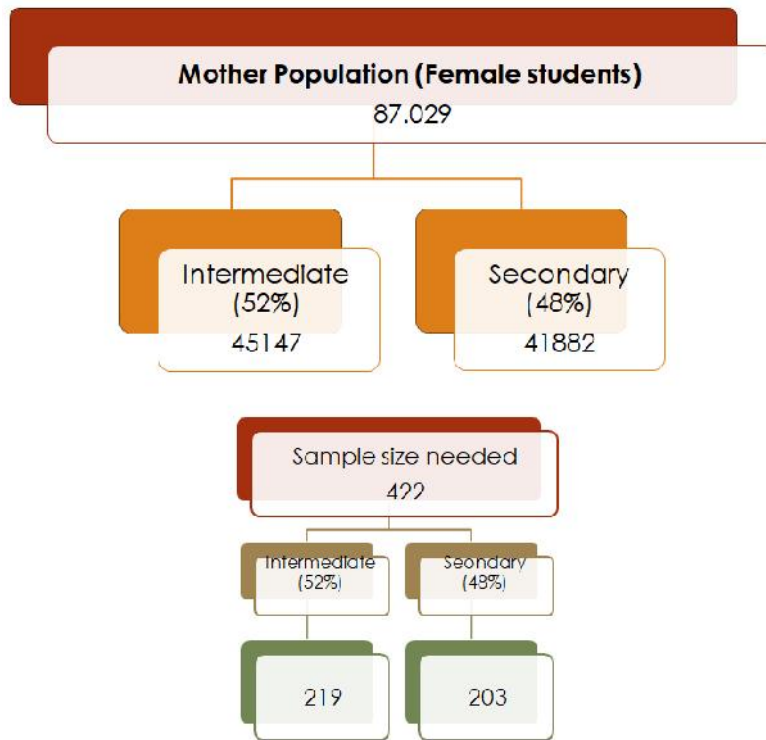 Mother Population (Female students)
87.029
Intermediate
(52%)
45147
Secondary
(48%)
41882
Sample size needed
422
Intermediate
(52%)
Seondary
(48%)
219
203